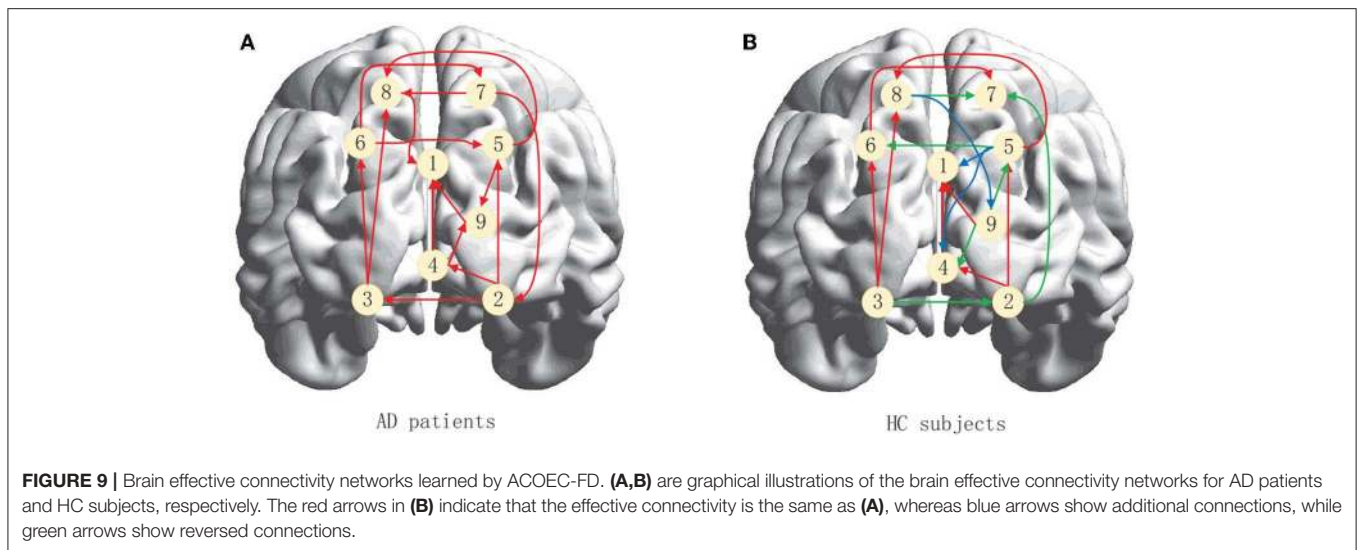 A
B
8
7
8
7
6
5
6
5
1
1
9
9
4
4
3
2
3
2
AD patients
HC subjects
FIGURE 9 | Brain effective connectivity networks learned by ACOEC-FD. (A,B) are graphical illustrations of the brain effective connectivity networks for AD patients
and HC subjects, respectively. The red arrows in (B) indicate that the effective connectivity is the same as (A), whereas blue arrows show additional connections, while
green arrows show reversed connections.